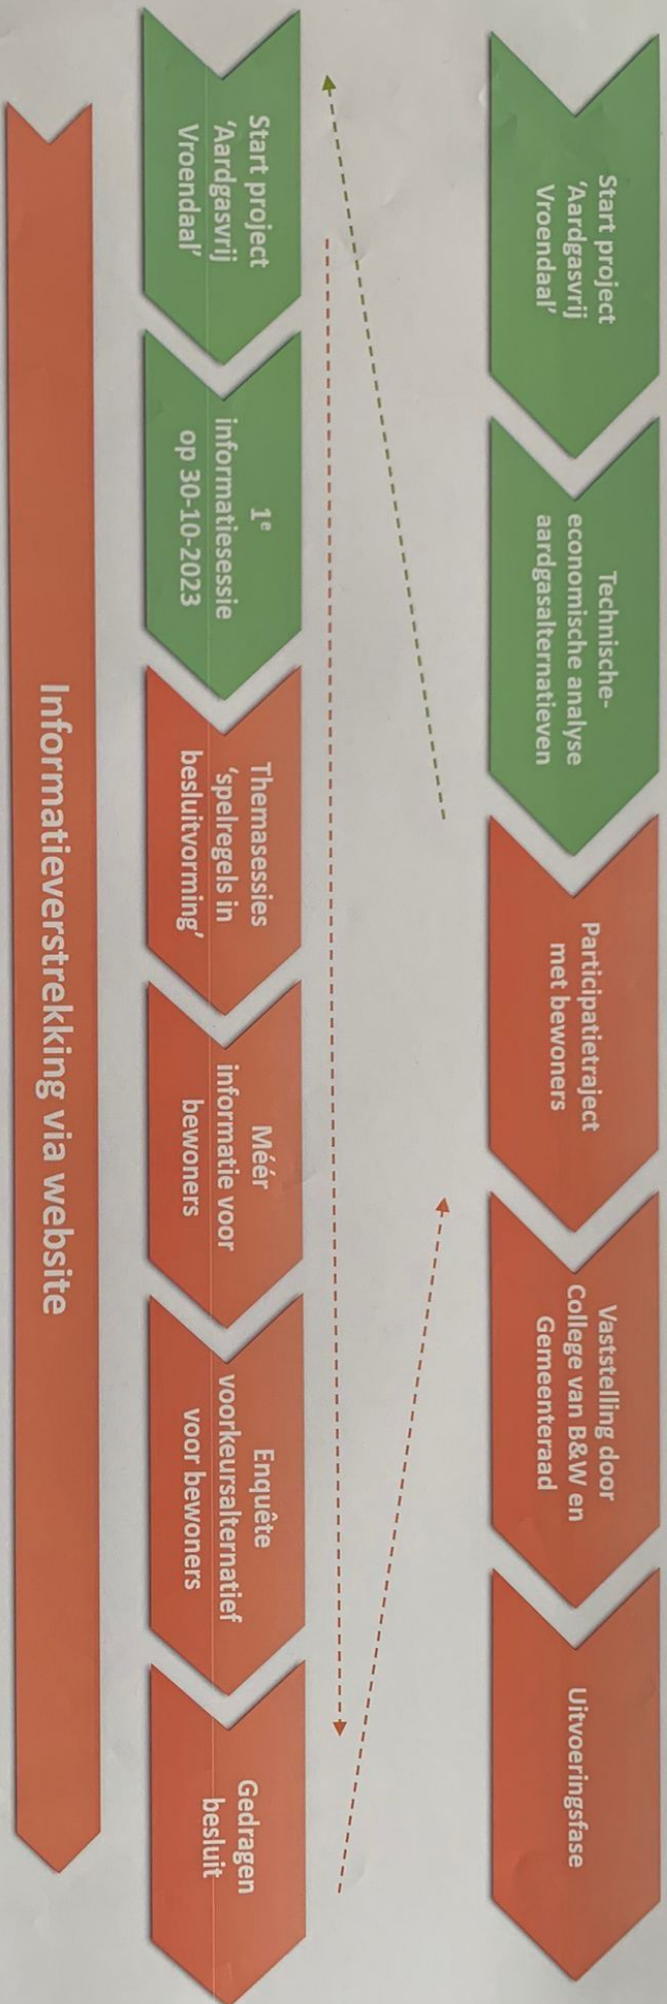 Start project
'Aardgasvrij
Vroendaal'
Technische-
economische analyse
aardgasalternatieven
Participatietraject
met bewoners
Vaststelling door
College van B&W en
Gemeenteraad
Uitvoeringsfase
Start project
'Aardgasvrij
Vroendaal'
1e
informatiesessie
op 30-10-2023
Themasessies
'spelregels in
besluitvorming'
Méér
informatie voor
bewoners
Enquête
voorkeursalternatief
voor bewoners
Gedragen
besluit
Informatieverstrekking via website